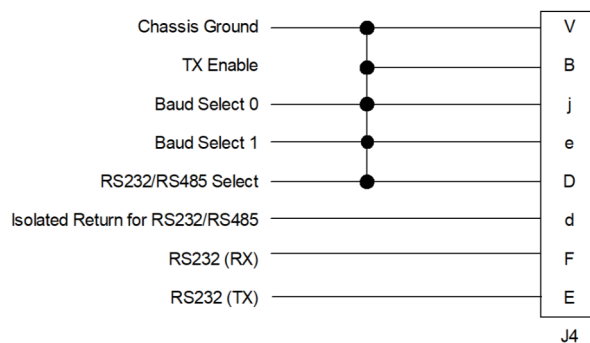 Chassis Ground V
TX Enable B
Baud Select 0 j
Baud Select 1 e
RS232/RS485 Select D
Isolated Return for RS232/RS485 d
RS232 (RX) F
RS232 (TX) E
J4